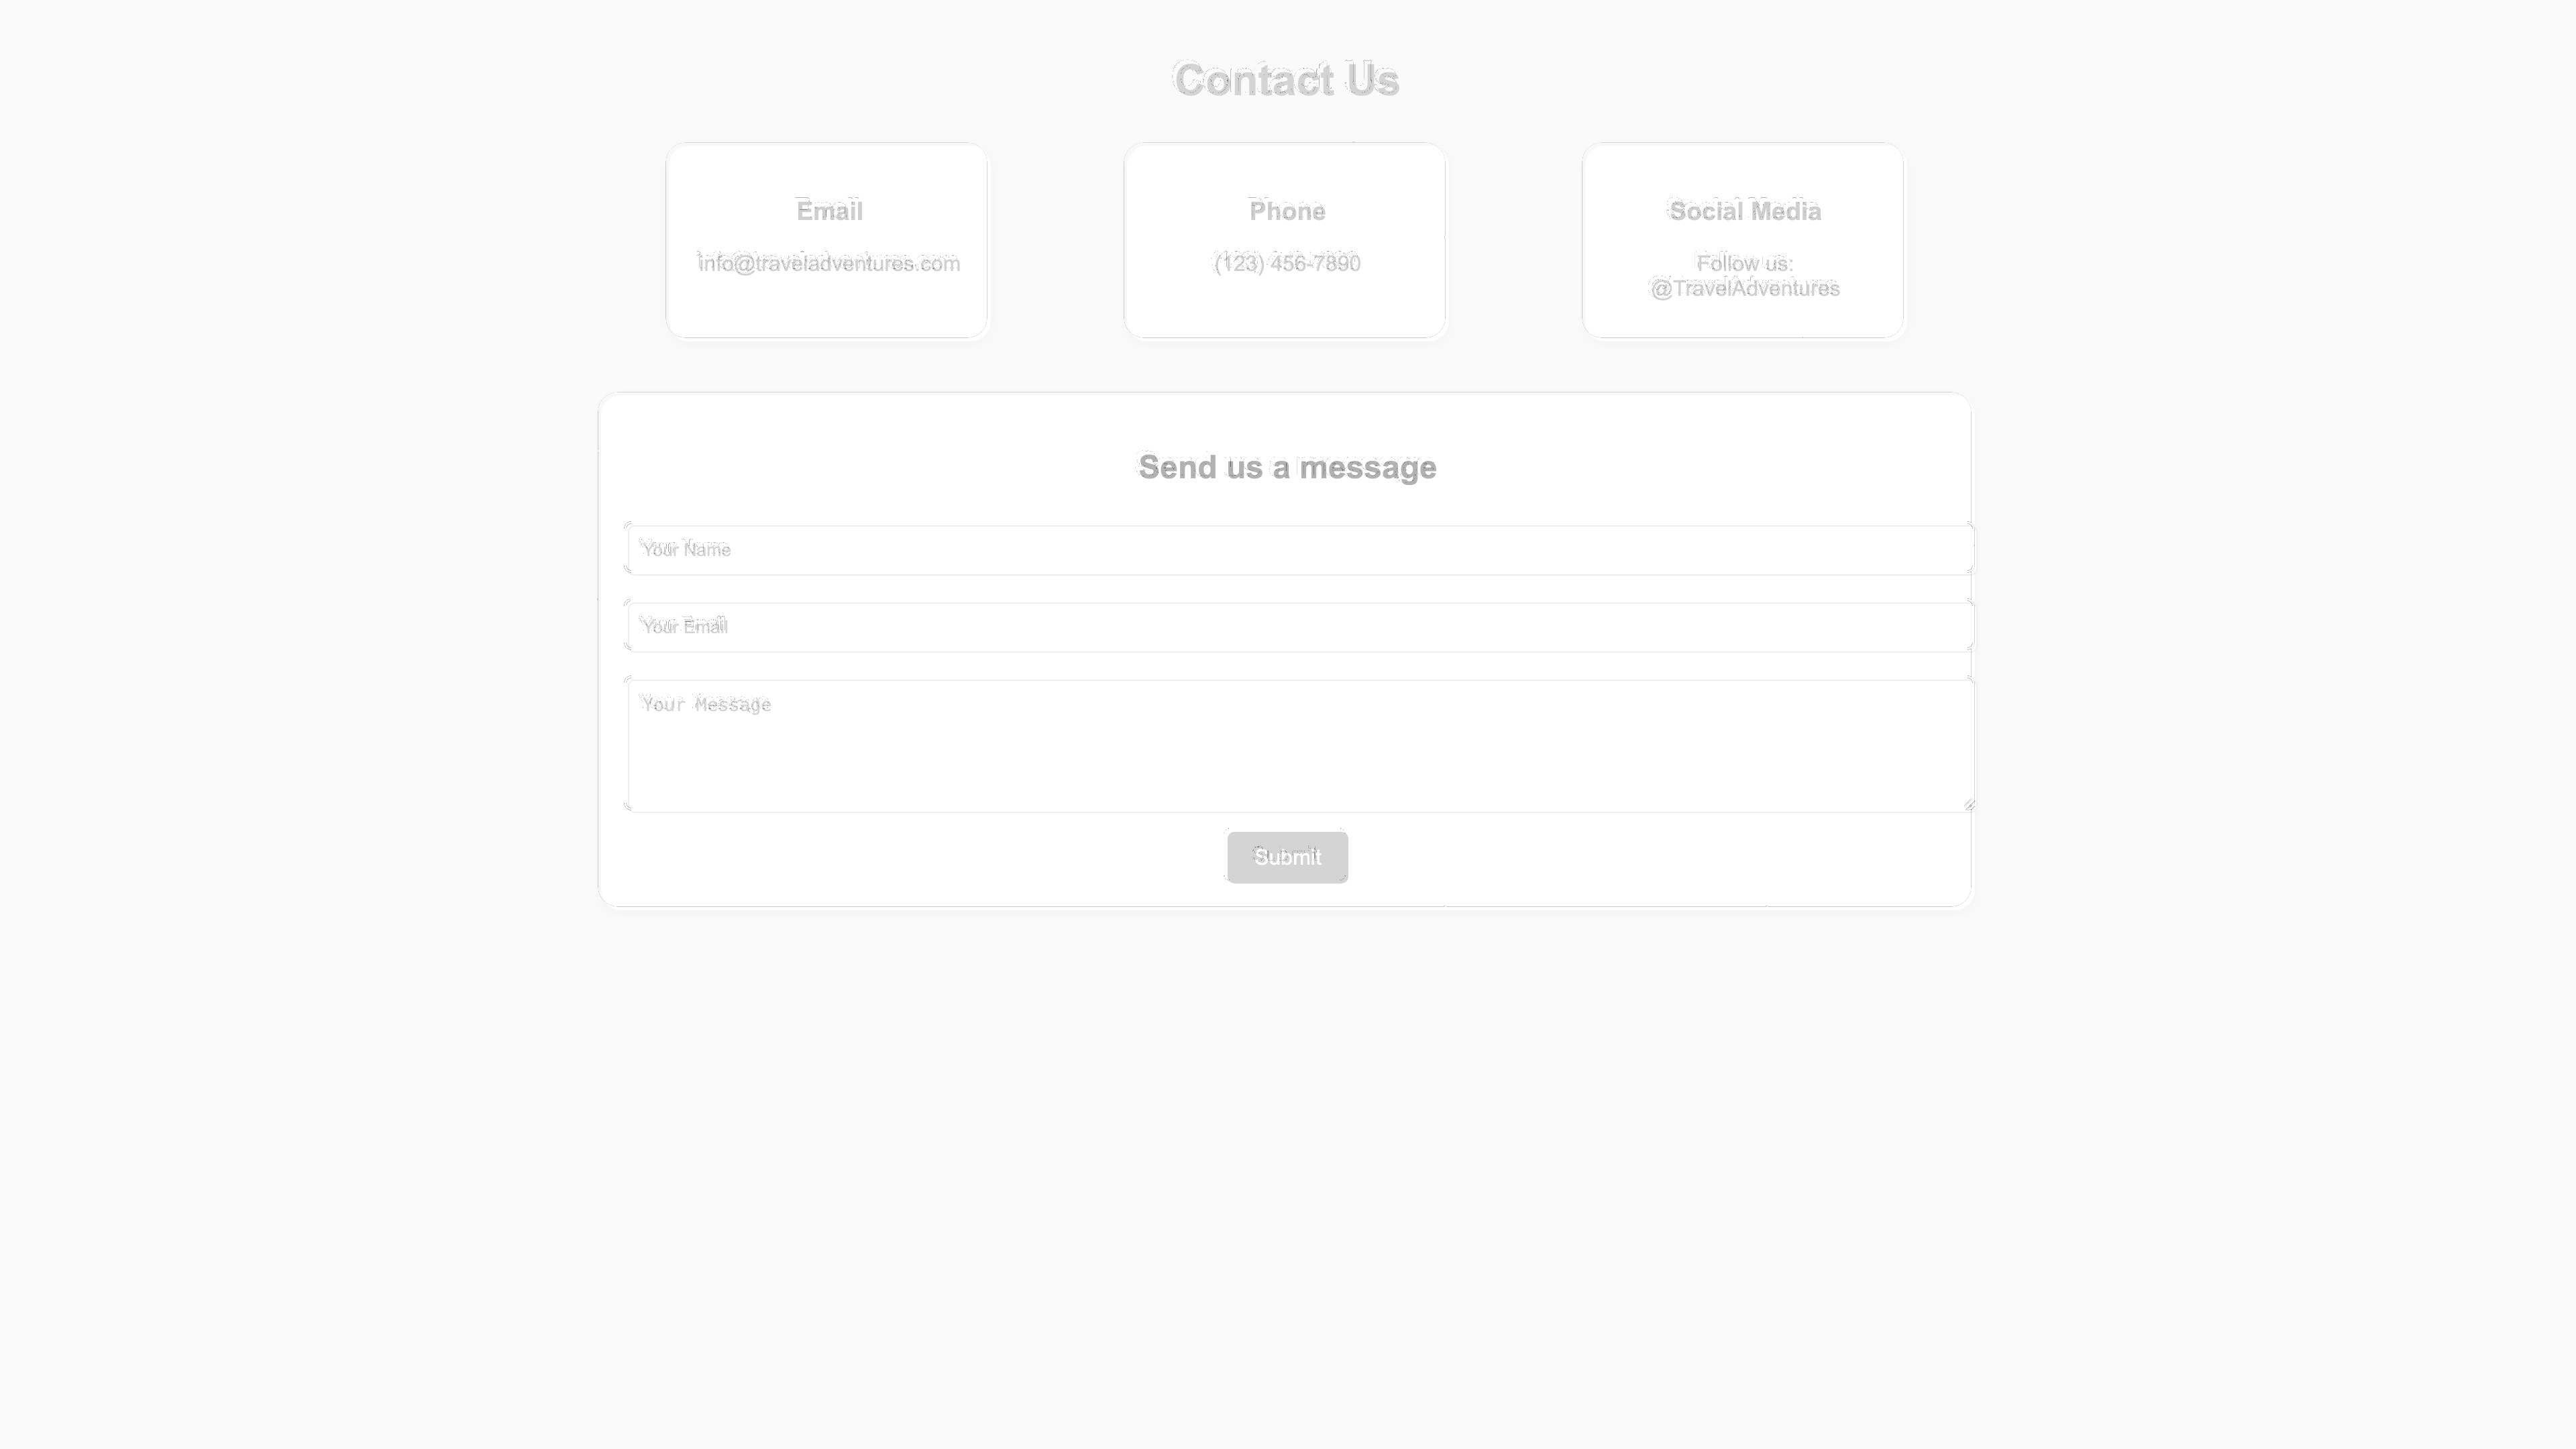 Contact Us
Email
info@traveladventures.com
Phone
(123) 456-7890
Social Media
Follow us:
@TravelAdventures
Send us a message
Your Name
Your Email
Your Message
Submit